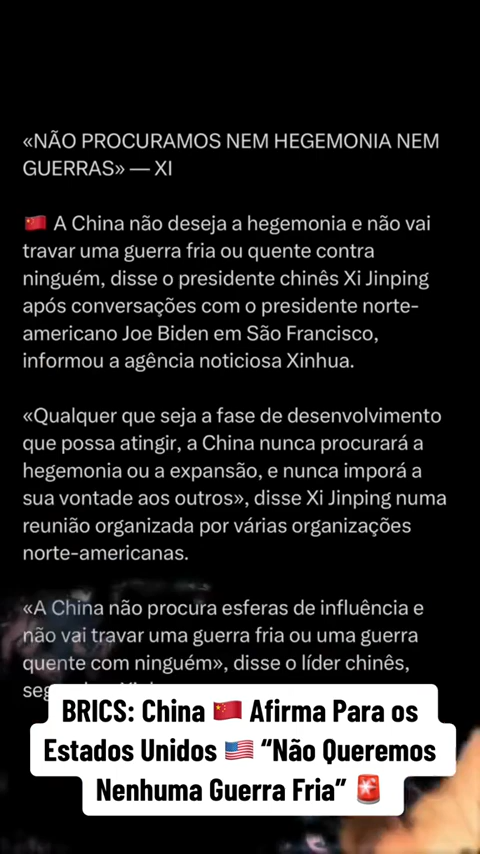 «NÃO PROCURAMOS NEM HEGEMONIA NEM
GUERRAS» — XI
🇨🇳 A China não deseja a hegemonia e não vai
travar uma guerra fria ou quente contra
ninguém, disse o presidente chinês Xi Jinping
após conversações com o presidente norte-
americano Joe Biden em São Francisco,
informou a agência noticiosa Xinhua.
«Qualquer que seja a fase de desenvolvimento
que possa atingir, a China nunca procurará a
hegemonia ou a expansão, e nunca imporá a
sua vontade aos outros», disse Xi Jinping numa
reunião organizada por várias organizações
norte-americanas.
«A China não procura esferas de influência e
não vai travar uma guerra fria ou uma guerra
quente com ninguém», disse o líder chinês,
BRICS: China 🇨🇳 Afirma Para os
Estados Unidos 🇺🇸 “Não Queremos
Nenhuma Guerra Fria” 🚨